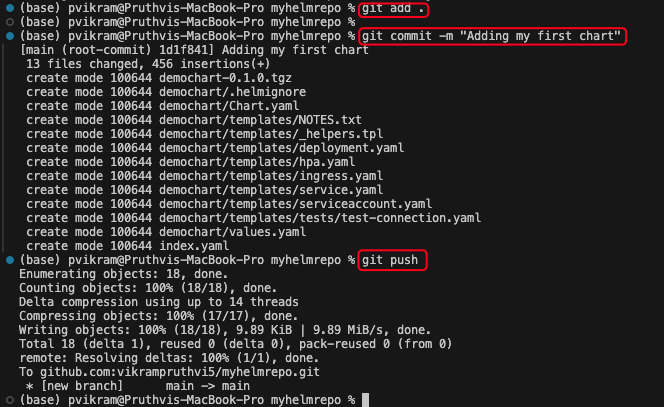 (base) pvikram@Pruthvis-MacBook-Pro myhelmrepo % git add .
(base) pvikram@Pruthvis-MacBook-Pro myhelmrepo %
(base) pvikram@Pruthvis-MacBook-Pro myhelmrepo % git commit -m "Adding my first chart"
[main (root-commit) 1d1f841] Adding my first chart
13 files changed, 456 insertions(+)
create mode 100644 demochart-0.1.0.tgz
create mode 100644 demochart/.helmignore
create mode 100644 demochart/Chart.yaml
create mode 100644 demochart/templates/NOTES.txt
create mode 100644 demochart/templates/_helpers.tpl
create mode 100644 demochart/templates/deployment.yaml
create mode 100644 demochart/templates/hpa.yaml
create mode 100644 demochart/templates/ingress.yaml
create mode 100644 demochart/templates/service.yaml
create mode 100644 demochart/templates/serviceaccount.yaml
create mode 100644 demochart/templates/tests/test-connection.yaml
create mode 100644 demochart/values.yaml
create mode 100644 index.yaml
(base) pvikram@Pruthvis-MacBook-Pro myhelmrepo % git push
Enumerating objects: 18, done.
Counting objects: 100% (18/18), done.
Delta compression using up to 14 threads
Compressing objects: 100% (17/17), done.
Writing objects: 100% (18/18), 9.89 KiB | 9.89 MiB/s, done.
Total 18 (delta 1), reused 0 (delta 0), pack-reused 0 (from 0)
remote: Resolving deltas: 100% (1/1), done.
To github.com:vikrampruthvi5/myhelmrepo.git
* [new branch]      main -> main
(base) pvikram@Pruthvis-MacBook-Pro myhelmrepo %